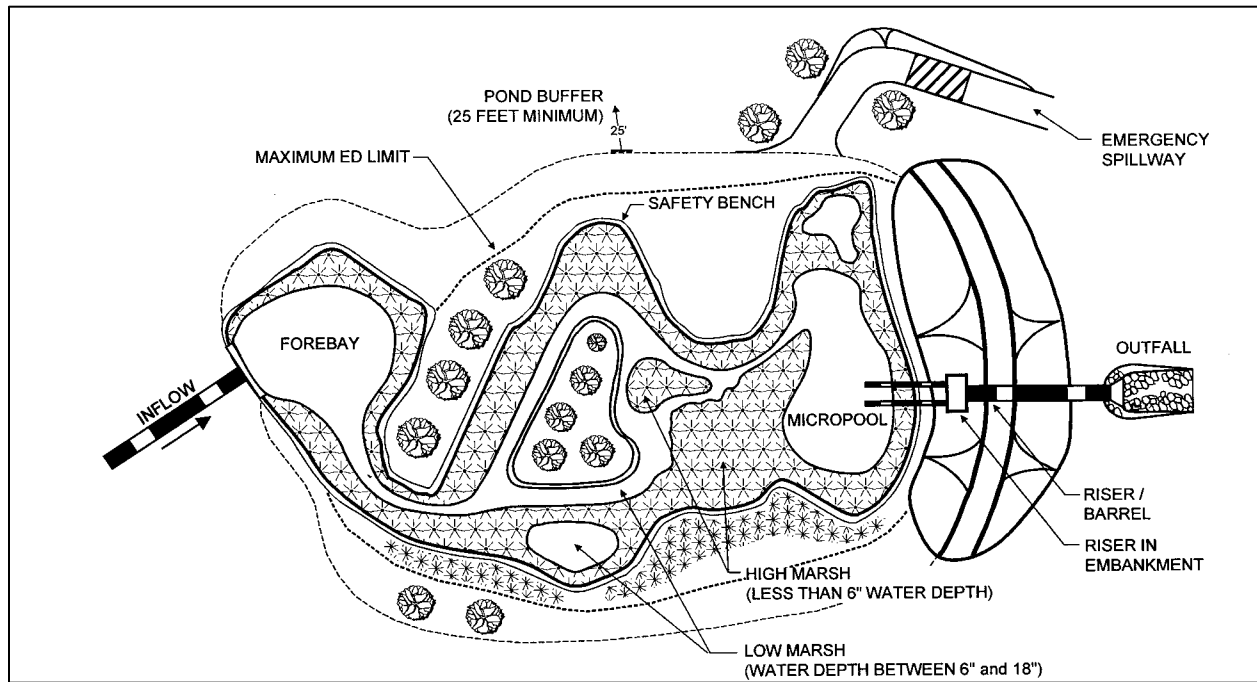 POND BUFFER
(25 FEET MINIMUM)
25'
MAXIMUM ED LIMIT
EMERGENCY
SPILLWAY
SAFETY BENCH
FOREBAY
INFLOW
OUTFALL
MICROPOOL
RISER /
BARREL
RISER IN
EMBANKMENT
HIGH MARSH
(LESS THAN 6" WATER DEPTH)
LOW MARSH
(WATER DEPTH BETWEEN 6" and 18")